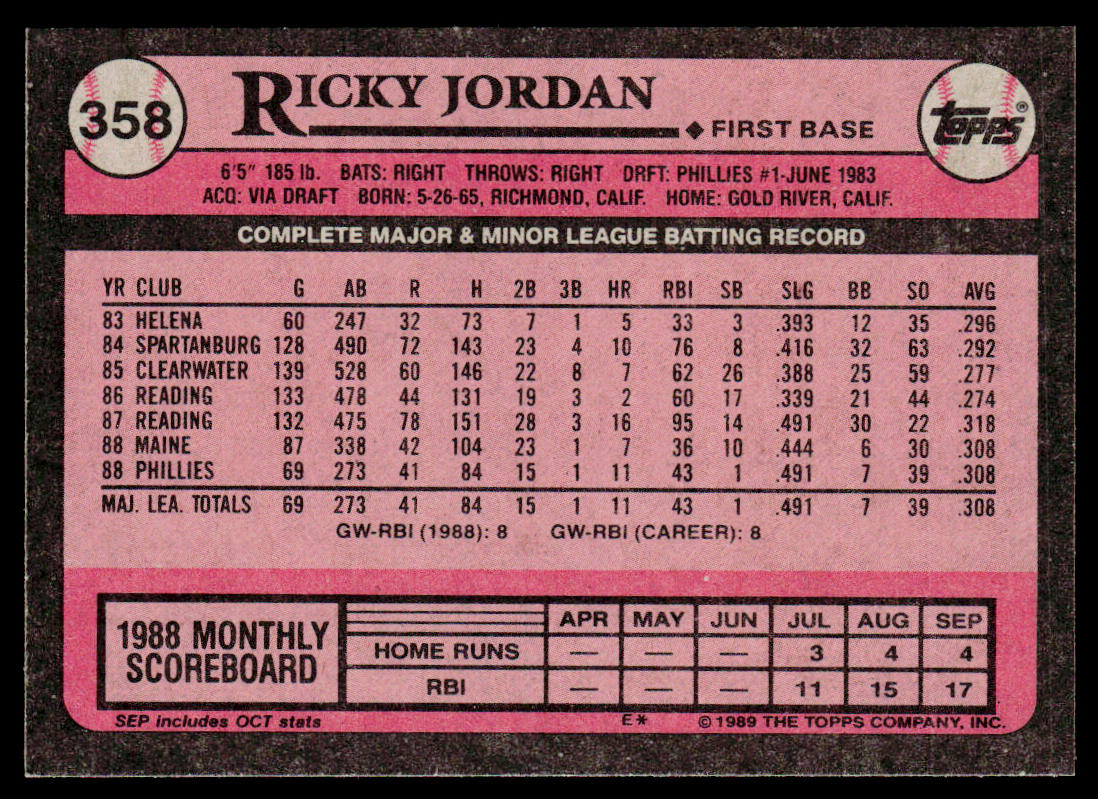 358
RICKY JORDAN
◆ FIRST BASE
topps®
6'5" 185 lb. BATS: RIGHT THROWS: RIGHT DRFT: PHILLIES #1-JUNE 1983
ACQ: VIA DRAFT BORN: 5-26-65, RICHMOND, CALIF. HOME: GOLD RIVER, CALIF.
COMPLETE MAJOR & MINOR LEAGUE BATTING RECORD
YR CLUB G AB R H 2B 3B HR RBI SB SLG BB SO AVG
83 HELENA 60 247 32 73 7 1 5 33 3 .393 12 35 .296
84 SPARTANBURG 128 490 72 143 23 4 10 76 8 .416 32 63 .292
85 CLEARWATER 139 528 60 146 22 8 7 62 26 .388 25 59 .277
86 READING 133 478 44 131 19 3 2 60 17 .339 21 44 .274
87 READING 132 475 78 151 28 3 16 95 14 .491 30 22 .318
88 MAINE 87 338 42 104 23 1 7 36 10 .444 6 30 .308
88 PHILLIES 69 273 41 84 15 1 11 43 1 .491 7 39 .308
MAJ. LEA. TOTALS 69 273 41 84 15 1 11 43 1 .491 7 39 .308
GW-RBI (1988): 8 GW-RBI (CAREER): 8
1988 MONTHLY
SCOREBOARD
APR MAY JUN JUL AUG SEP
HOME RUNS — — — 3 4 4
RBI — — — 11 15 17
SEP includes OCT stats
E*
© 1989 THE TOPPS COMPANY, INC.